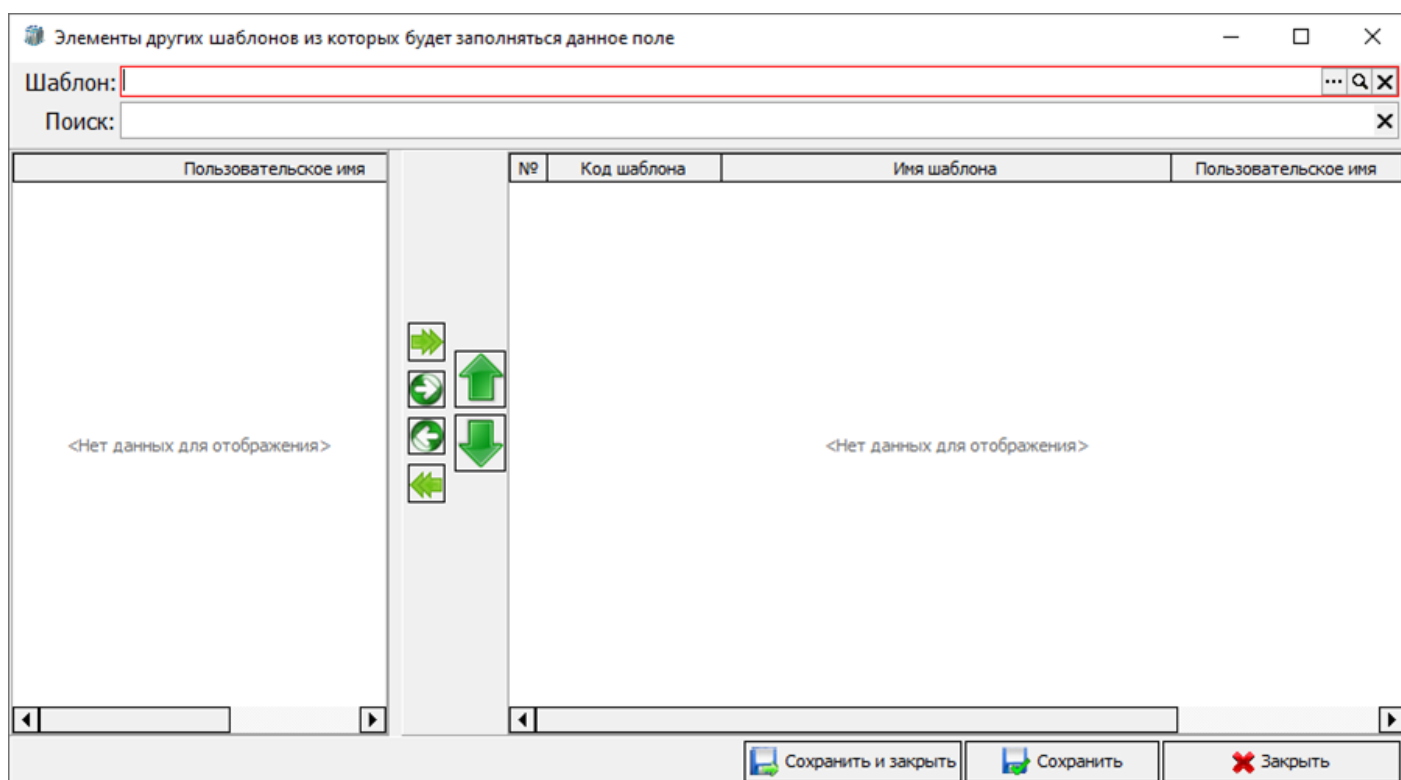 Элементы других шаблонов из которых будет заполняться данное поле
Шаблон:
Поиск:
Пользовательское имя
№ Код шаблона Имя шаблона Пользовательское имя
<Нет данных для отображения> <Нет данных для отображения>
Сохранить и закрыть Сохранить Закрыть